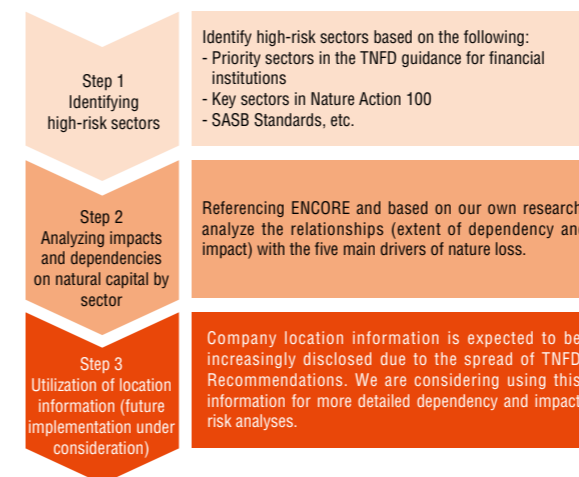 Step 1
Identifying
high-risk sectors
Identify high-risk sectors based on the following:
- Priority sectors in the TNFD guidance for financial
institutions
- Key sectors in Nature Action 100
- SASB Standards, etc.
Step 2
Analyzing impacts
and dependencies
on natural capital by
sector
Referencing ENCORE and based on our own research
analyze the relationships (extent of dependency and
impact) with the five main drivers of nature loss.
Step 3
Utilization of location
information (future
implementation under
consideration)
Company location information is expected to be
increasingly disclosed due to the spread of TNFD
Recommendations. We are considering using this
information for more detailed dependency and impact
risk analyses.